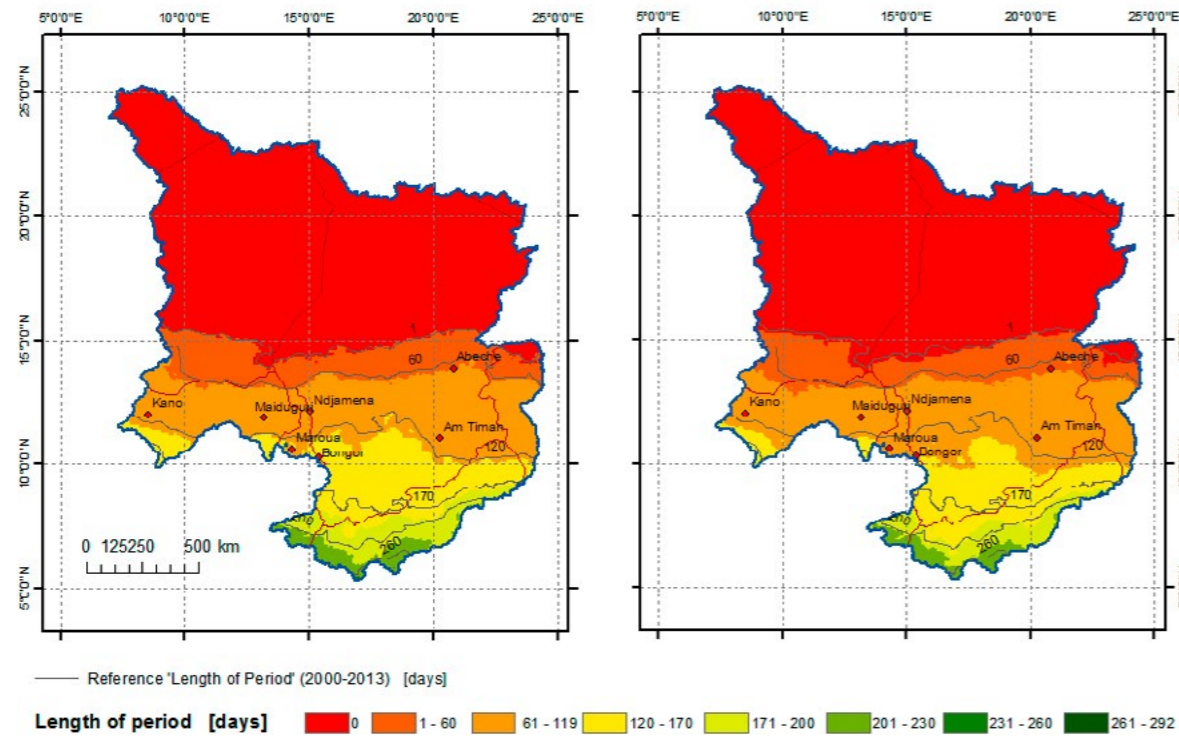 5°0'0"E 10°0'0"E 15°0'0"E 20°0'0"E 25°0'0"E
5°0'0"E 10°0'0"E 15°0'0"E 20°0'0"E 25°0'0"E
25°0'0"N
20°0'0"N
15°0'0"N
10°0'0"N
5°0'0"N
1
60
Abeche
Kano
Maiduguri
Ndjamena
Am Timan
Maroua
Bongor
120
170
210
260
0 125250 500 km
1
60
Abeche
Kano
Maiduguri
Ndjamena
Am Timan
Maroua
Bongor
120
170
210
260
Reference 'Length of Period' (2000-2013) [days]
Length of period [days] 0 1 - 60 61 - 119 120 - 170 171 - 200 201 - 230 231 - 260 261 - 292